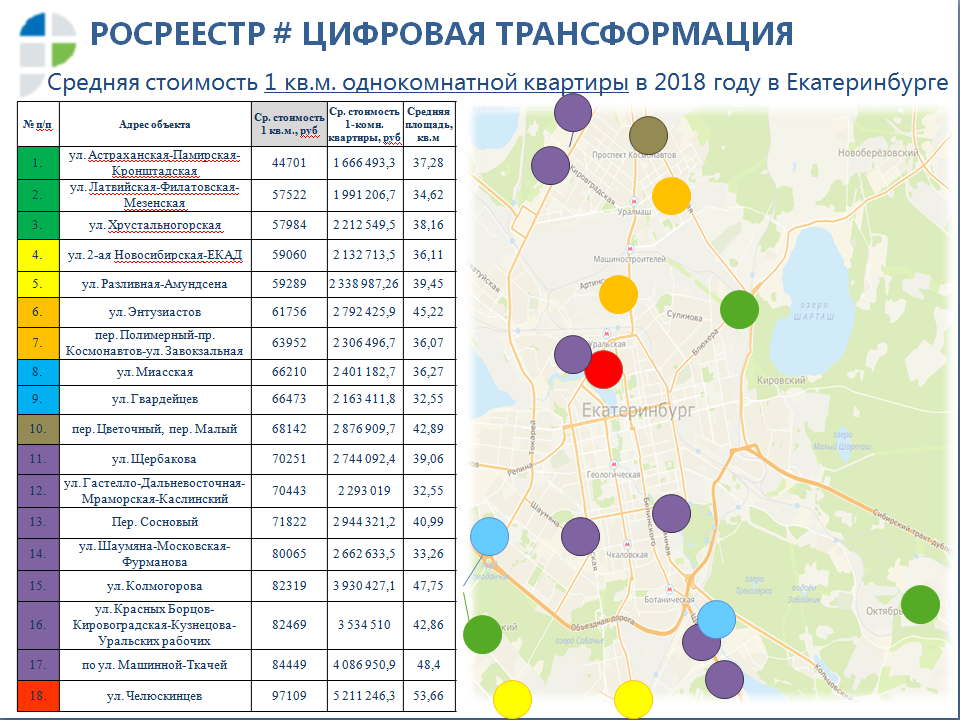 РОСРЕЕСТР # ЦИФРОВАЯ ТРАНСФОРМАЦИЯ
Средняя стоимость 1 кв.м. однокомнатной квартиры в 2018 году в Екатеринбурге
№ п/п Адрес объекта Ср. стоимость 1 кв.м., руб Ср. стоимость 1-комн. квартиры, руб Средняя площадь, кв.м
1. ул. Астраханская-Памирская-Кронштадская 44701 1 666 493,3 37,28
2. ул. Латвийская-Филатовская-Мезенская 57522 1 991 206,7 34,62
3. ул. Хрустальногорская 57984 2 212 549,5 38,16
4. ул. 2-ая Новосибирская-ЕКАД 59060 2 132 713,5 36,11
5. ул. Разливная-Амундсена 59289 2 338 987,26 39,45
6. ул. Энтузиастов 61756 2 792 425,9 45,22
7. пер. Полимерный-пр. Космонавтов-ул. Завокзальная 63952 2 306 496,7 36,07
8. ул. Миасская 66210 2 401 182,7 36,27
9. ул. Гвардейцев 66473 2 163 411,8 32,55
10. пер. Цветочный, пер. Малый 68142 2 876 909,7 42,89
11. ул. Щербакова 70251 2 744 092,4 39,06
12. ул. Гастелло-Дальневосточная-Мраморская-Каслинский 70443 2 293 019 32,55
13. Пер. Сосновый 71822 2 944 321,2 40,99
14. ул. Шаумяна-Московская-Фурманова 80065 2 662 633,5 33,26
15. ул. Колмогорова 82319 3 930 427,1 47,75
16. ул. Красных Борцов-Кировоградская-Кузнецова-Уральских рабочих 82469 3 534 510 42,86
17. по ул. Машинной-Ткачей 84449 4 086 950,9 48,4
18. ул. Челюскинцев 97109 5 211 246,3 53,66
Проспект Космонавтов
Новоберёзовский
Кировградская
Уралмаш
Машиностроителей
Сулимова
озеро
ШАРТАШ
Блюхера
Уральская
Кировский
Екатеринбург
Токарей
озеро
Малый Шарташ
Репина
Геологическая
Шаумяна
Белинского
Сибирский тракт-дублёр
Чкаловская
озеро
Ботаническая
Объездная дорога
озеро Собачье
Кольцовский